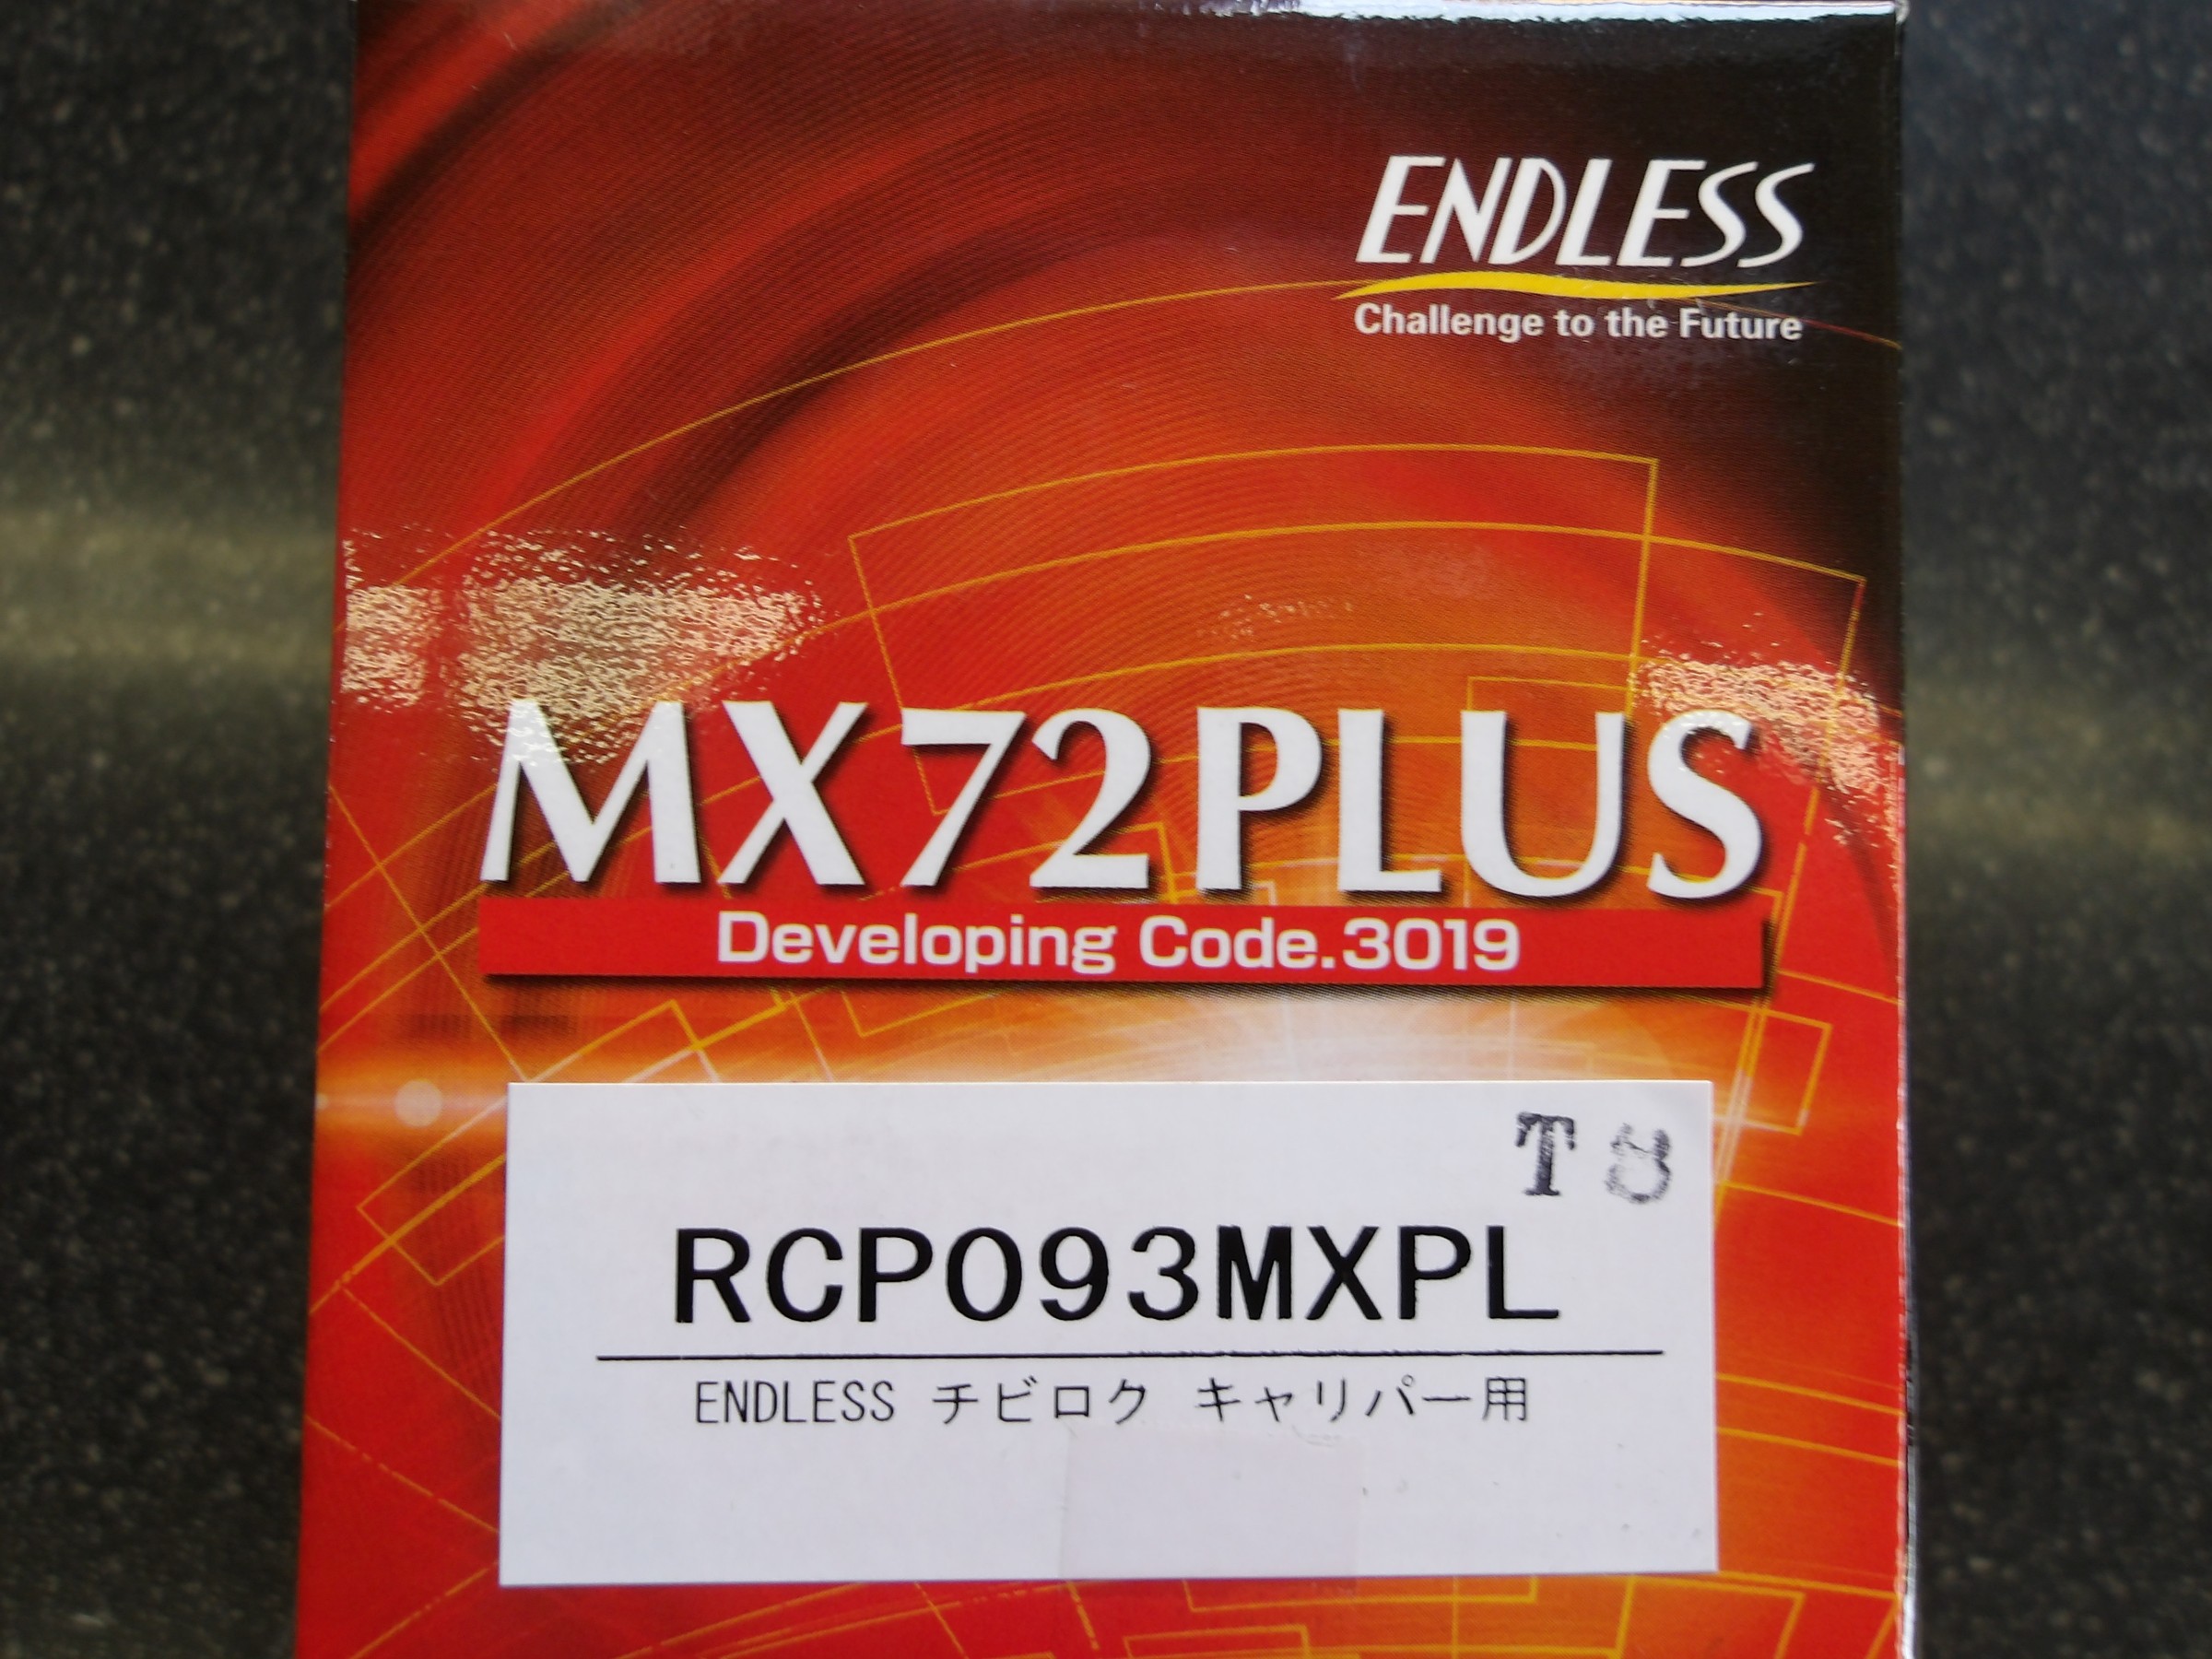 ENDLESS
Challenge to the Future
MX72PLUS
Developing Code.3019
T 8
RCP093MXPL
ENDLESS チビロク キャリパー用